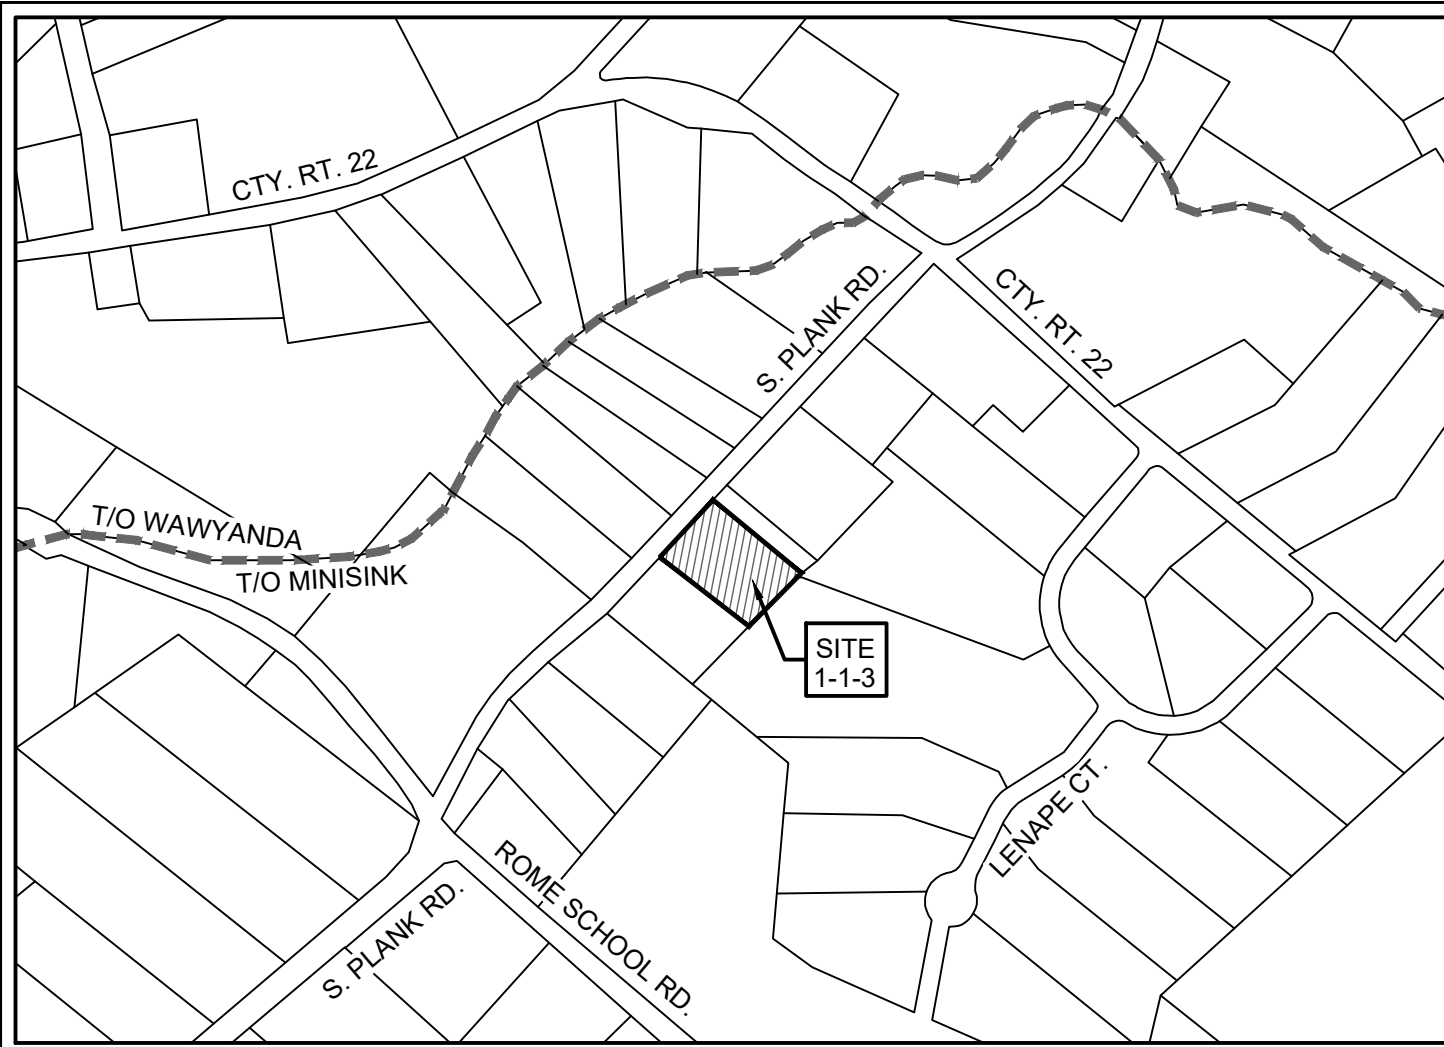 CTY. RT. 22
S. PLANK RD.
CTY. RT. 22
T/O WAWYANDA
T/O MINISINK
SITE
1-1-3
LENAPE CT.
ROME SCHOOL RD.
S. PLANK RD.